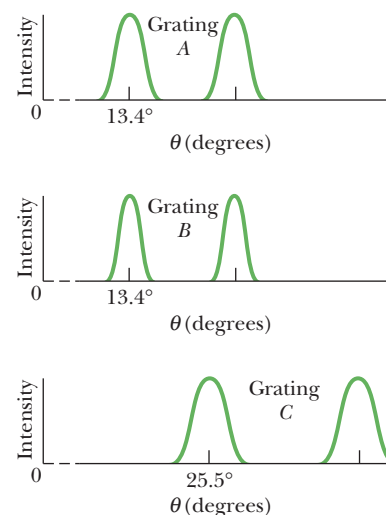 Intensity
Grating
A
0
13.4°
θ (degrees)
Intensity
Grating
B
0
13.4°
θ (degrees)
Intensity
Grating
C
0
25.5°
θ (degrees)